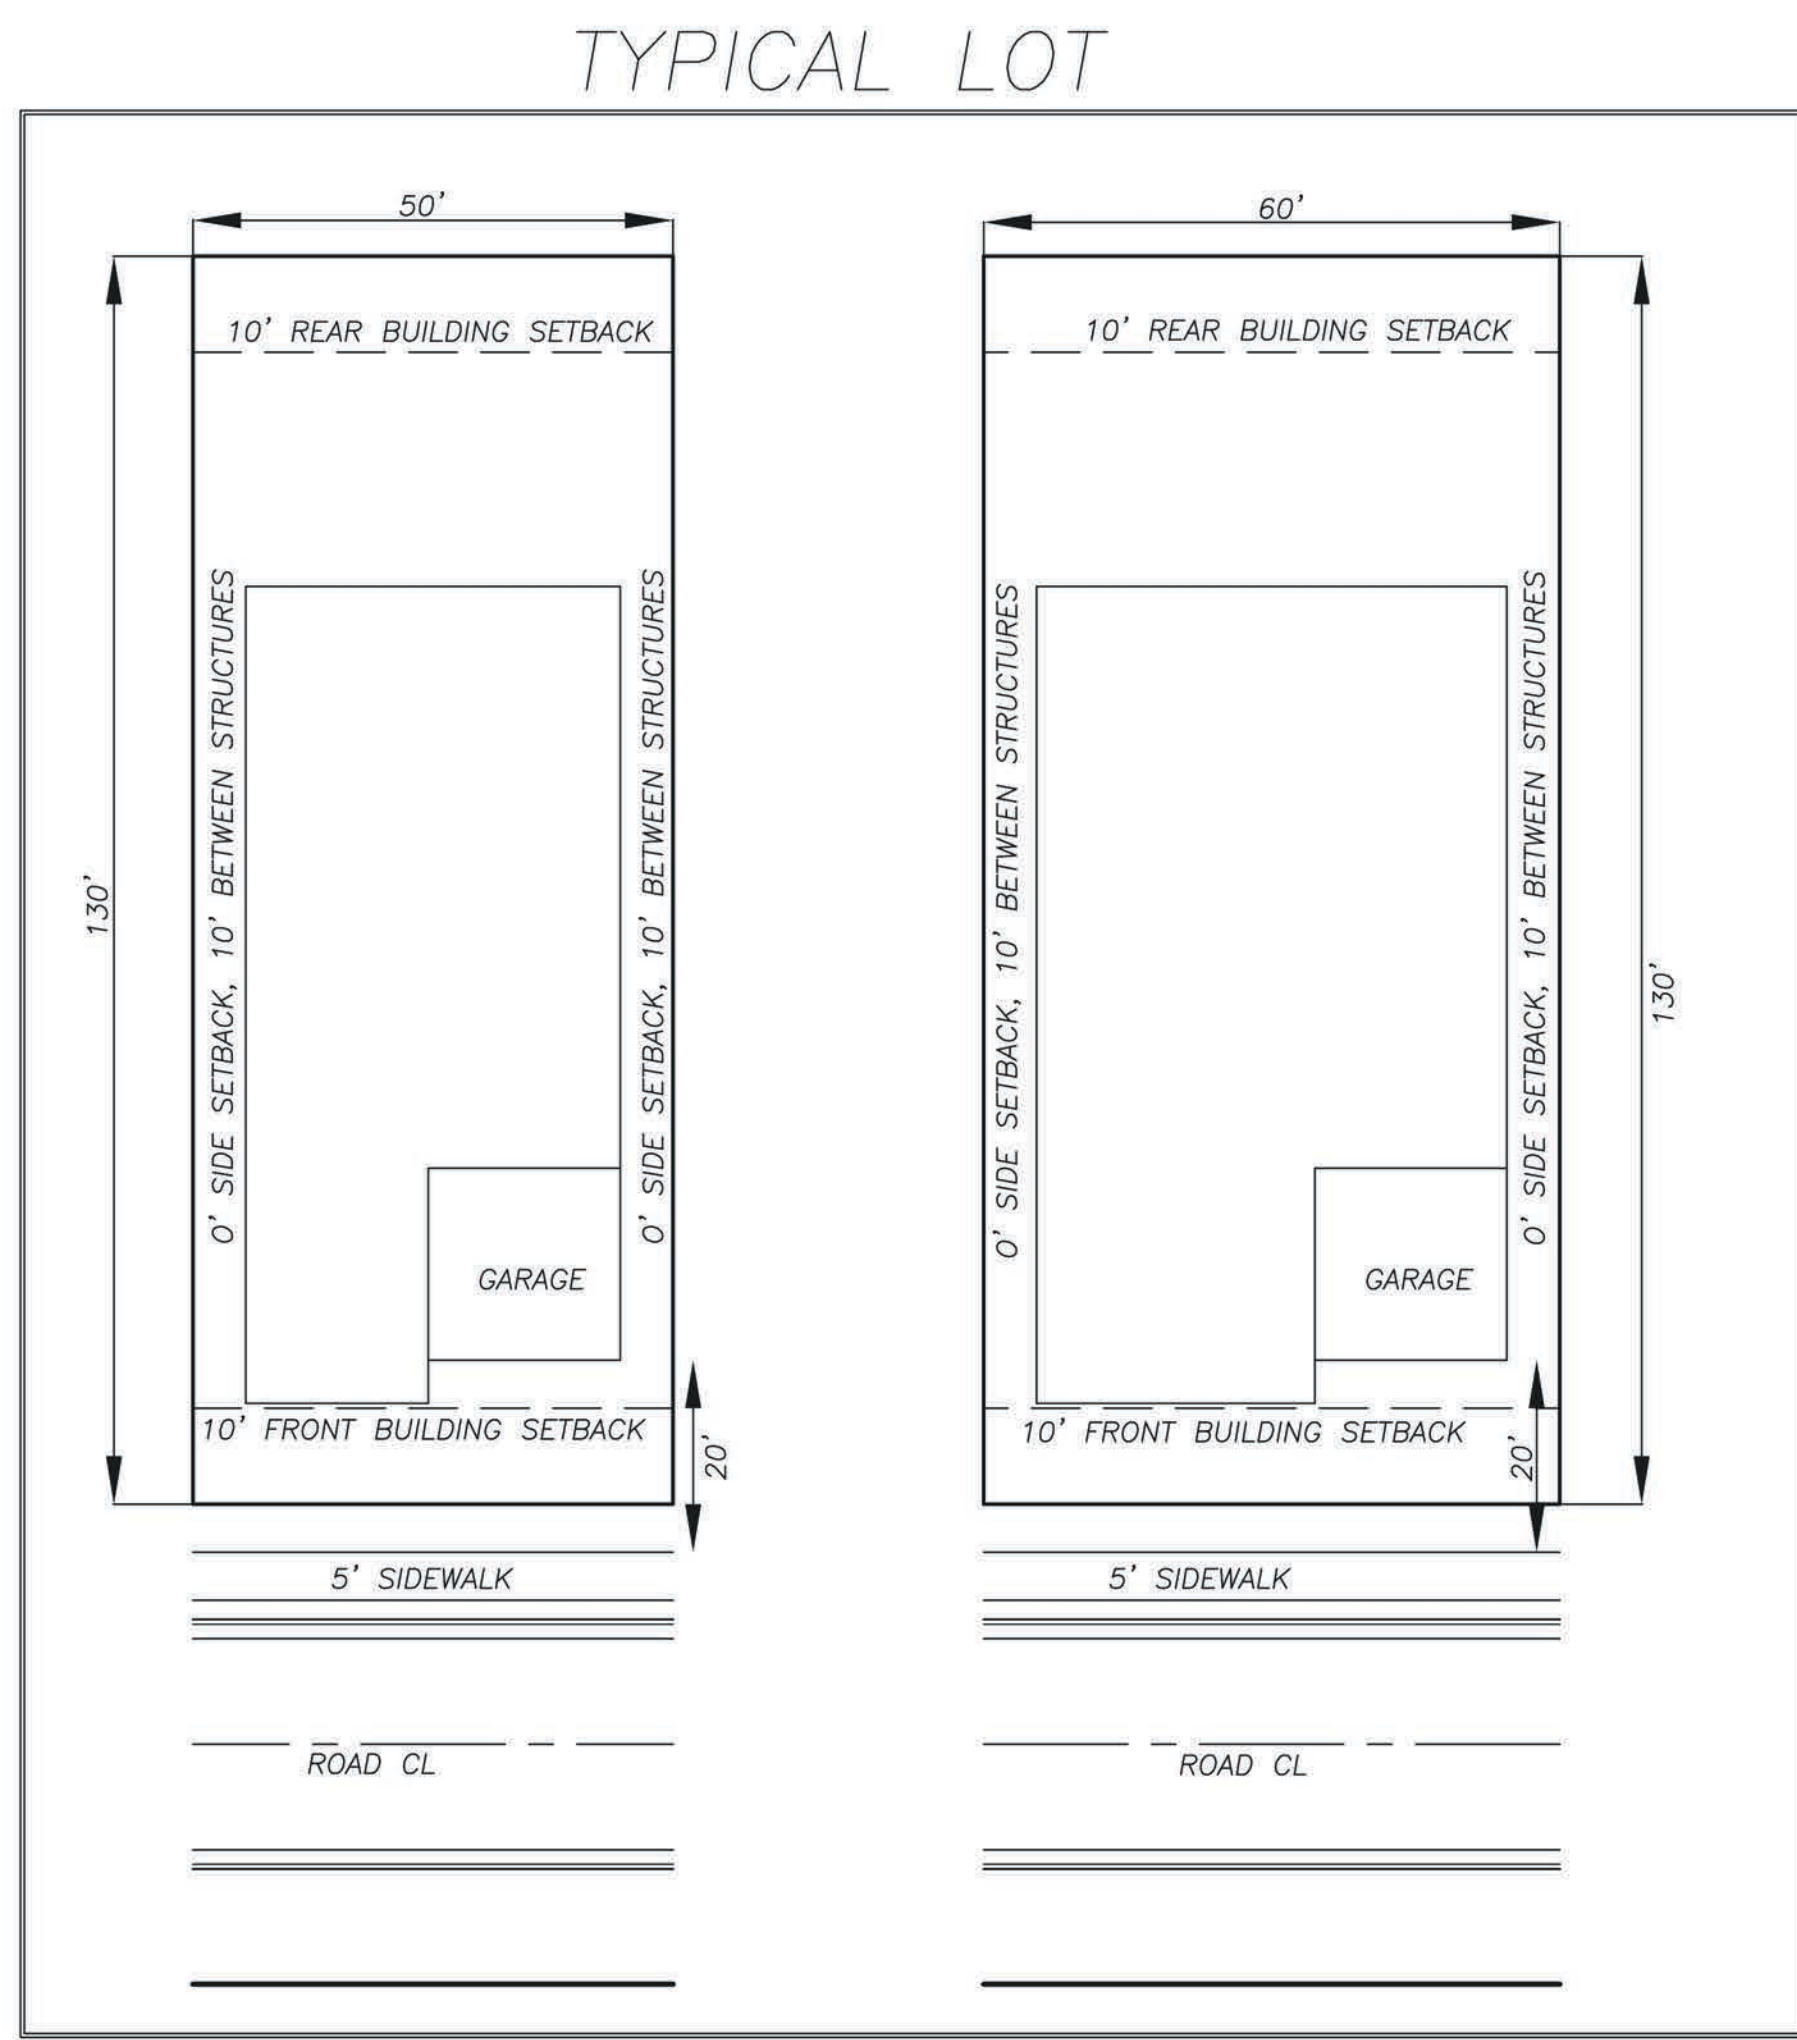 TYPICAL LOT
50'
10' REAR BUILDING SETBACK
130'
0' SIDE SETBACK, 10' BETWEEN STRUCTURES
0' SIDE SETBACK, 10' BETWEEN STRUCTURES
GARAGE
10' FRONT BUILDING SETBACK
20'
5' SIDEWALK
ROAD CL
60'
10' REAR BUILDING SETBACK
0' SIDE SETBACK, 10' BETWEEN STRUCTURES
0' SIDE SETBACK, 10' BETWEEN STRUCTURES
130'
GARAGE
10' FRONT BUILDING SETBACK
20'
5' SIDEWALK
ROAD CL